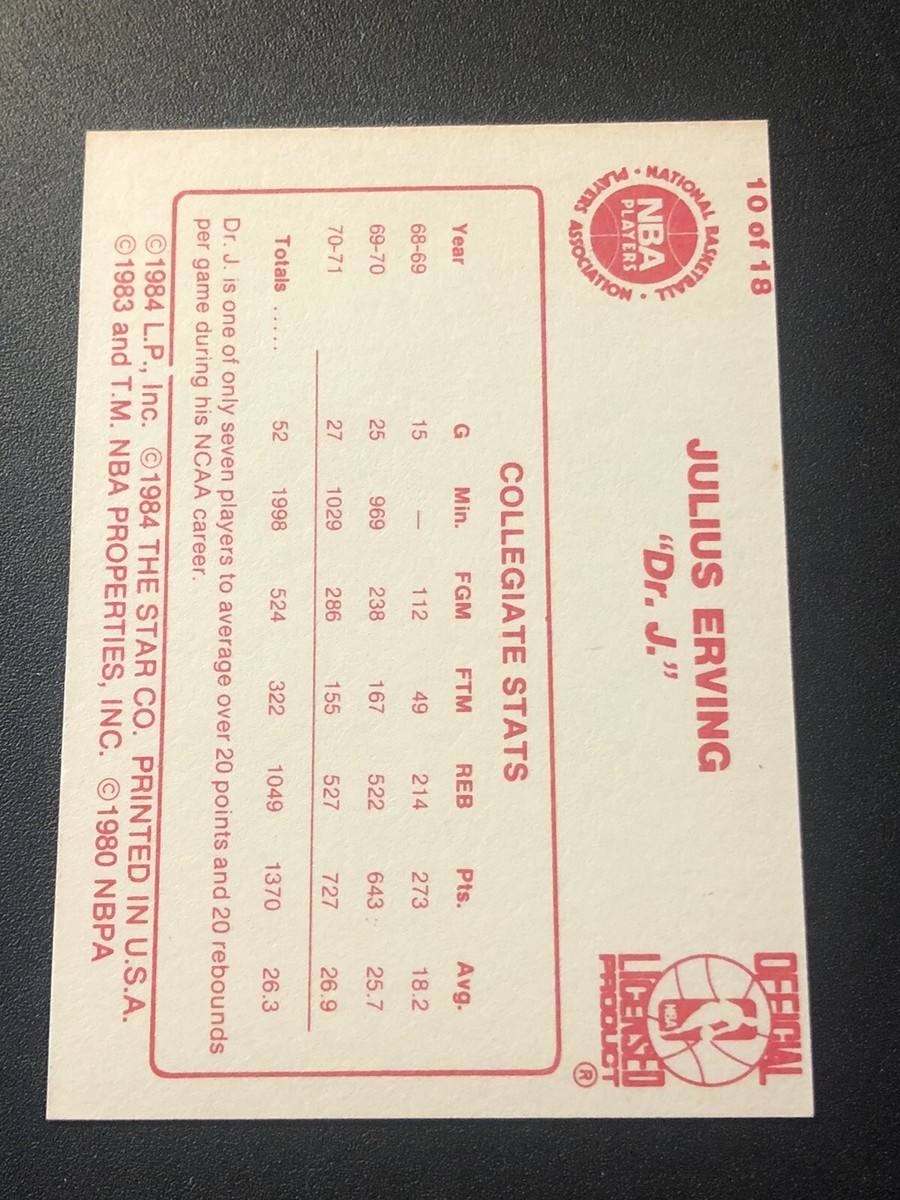 10 of 18
NATIONAL BASKETBALL PLAYERS ASSOCIATION
NBA
PLAYERS
JULIUS ERVING
"Dr. J."
OFFICIAL
NBA
LICENSED
PRODUCT
®
COLLEGIATE STATS
Year G Min. FGM FTM REB Pts. Avg.
68-69 15 — 112 49 214 273 18.2
69-70 25 969 238 167 522 643 25.7
70-71 27 1029 286 155 527 727 26.9
Totals ..... 52 1998 524 322 1049 1370 26.3
Dr. J. is one of only seven players to average over 20 points and 20 rebounds
per game during his NCAA career.
©1984 L.P., Inc. ©1984 THE STAR CO. PRINTED IN U.S.A.
©1983 and T.M. NBA PROPERTIES, INC. ©1980 NBPA